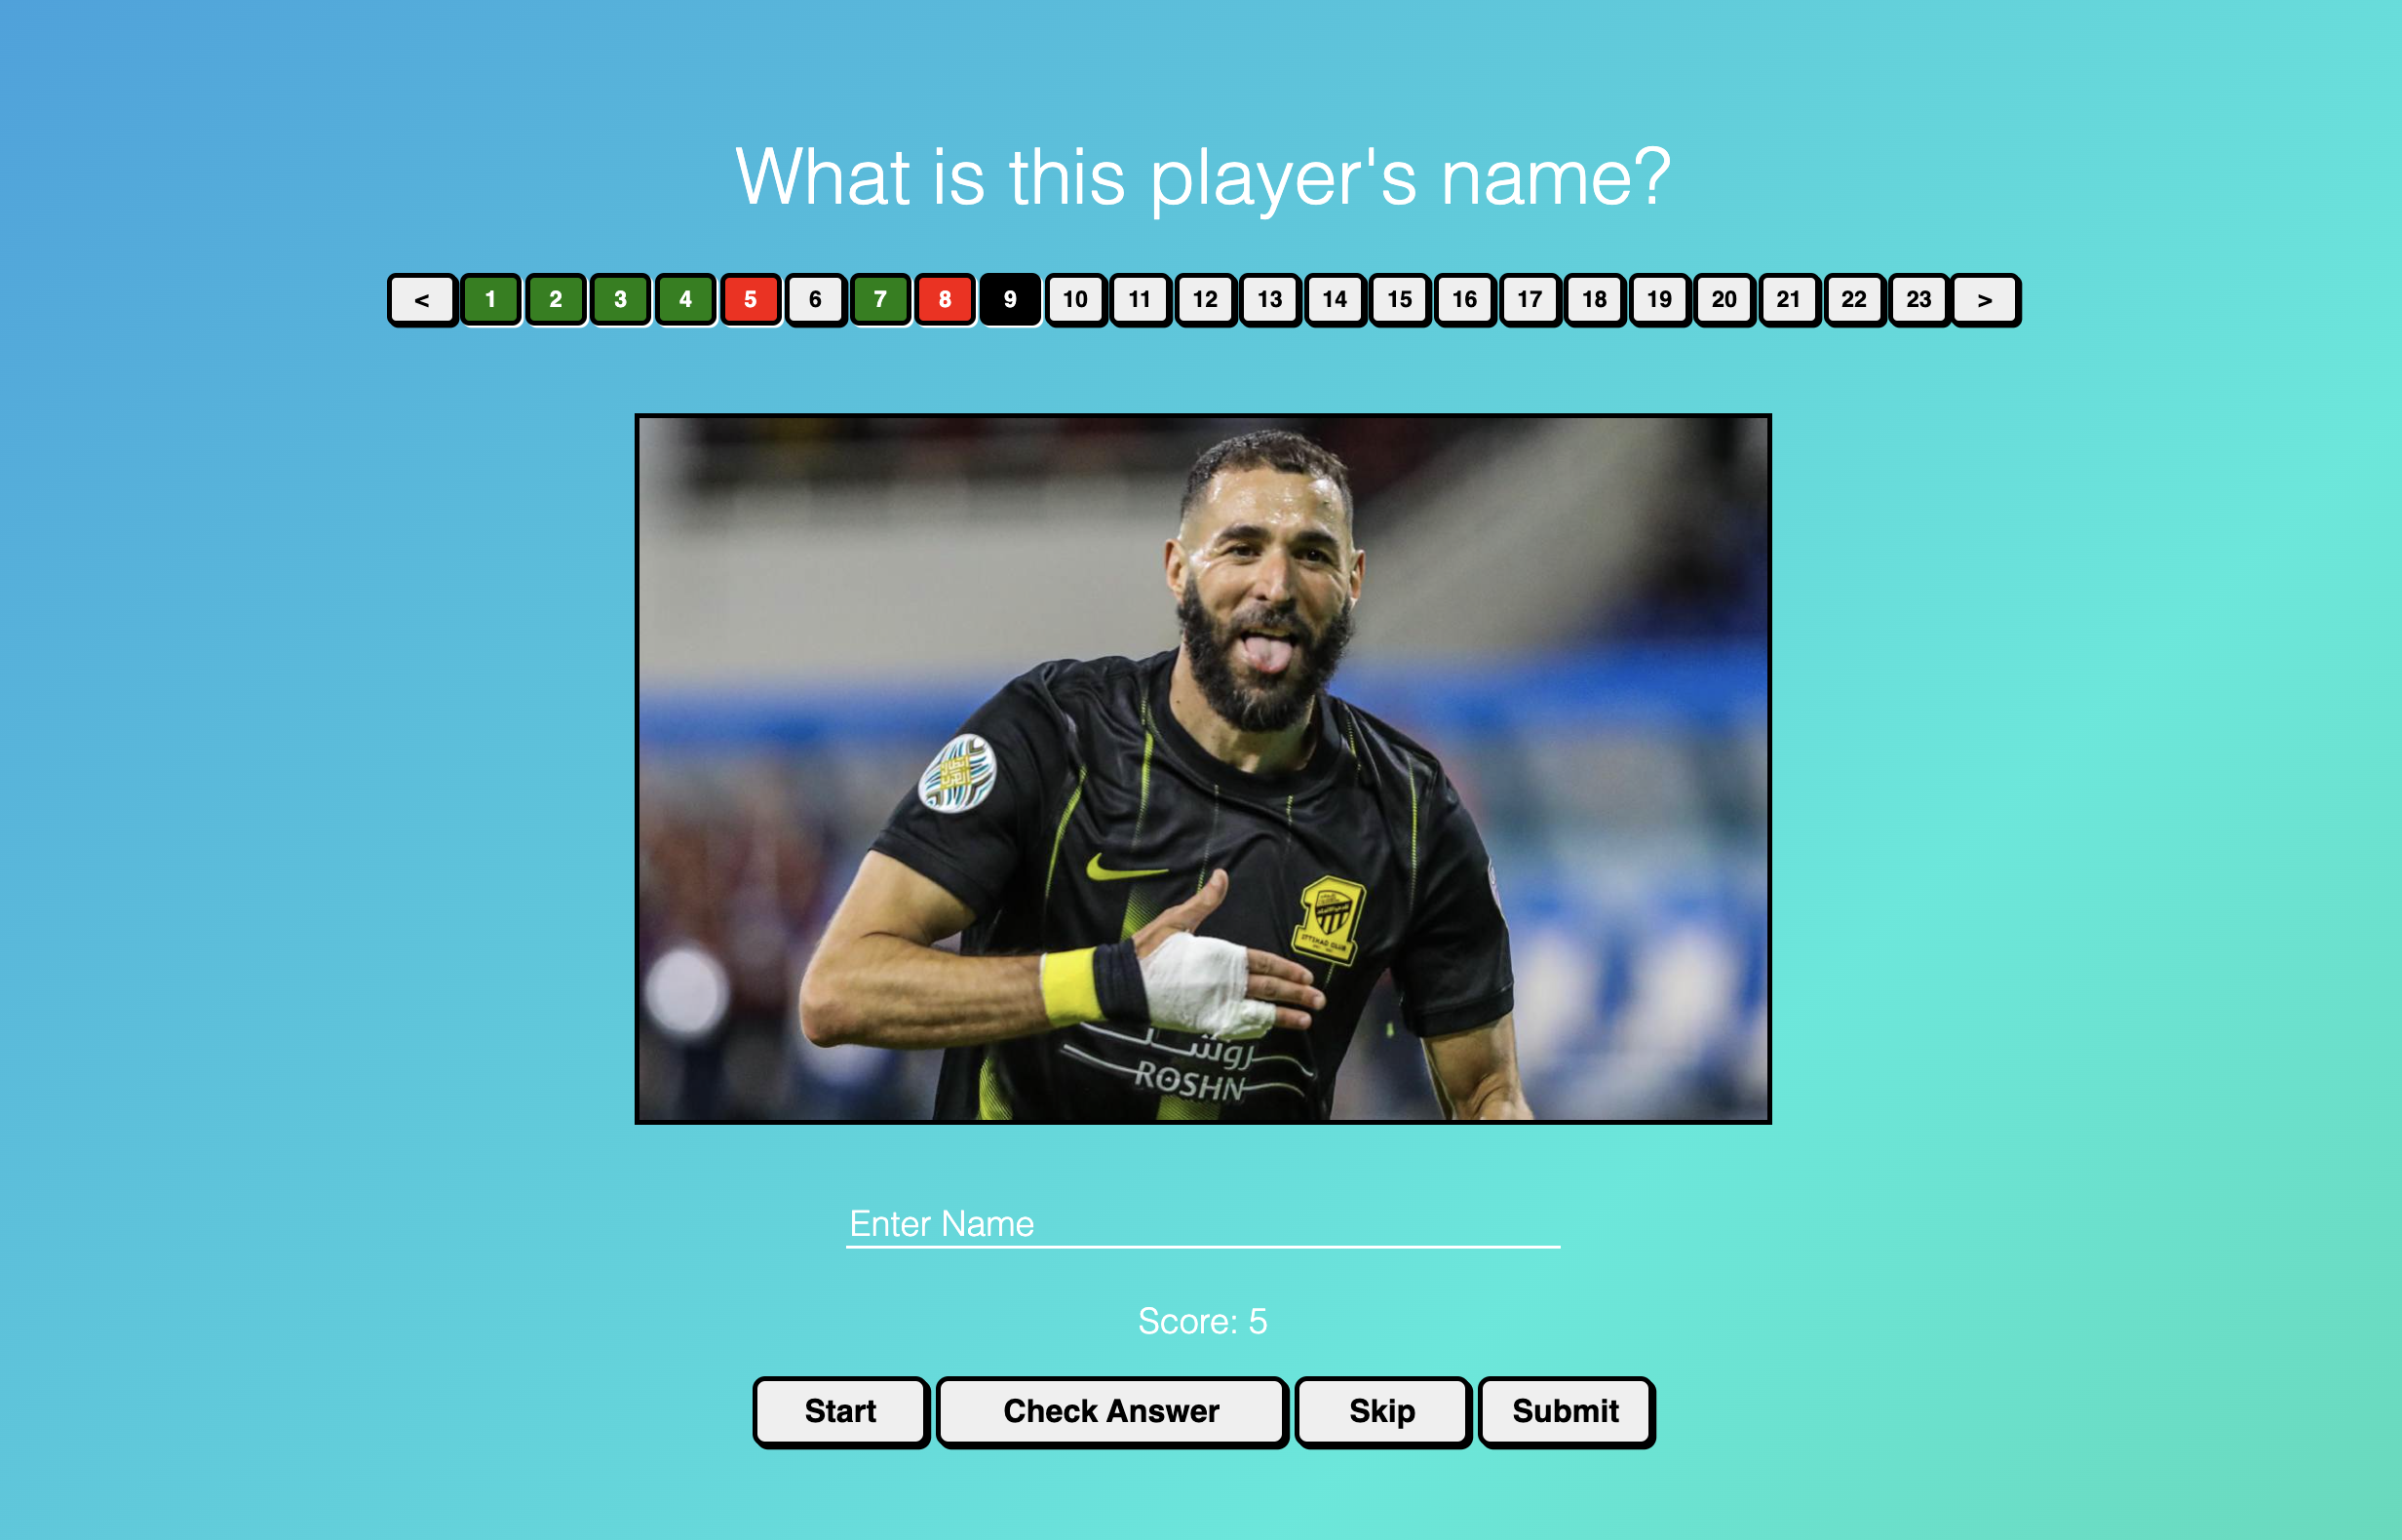 What is this player's name?
< 1 2 3 4 5 6 7 8 9 10 11 12 13 14 15 16 17 18 19 20 21 22 23 >
ITTIHAD CLUB
روشن
ROSHN
Enter Name
Score: 5
Start Check Answer Skip Submit